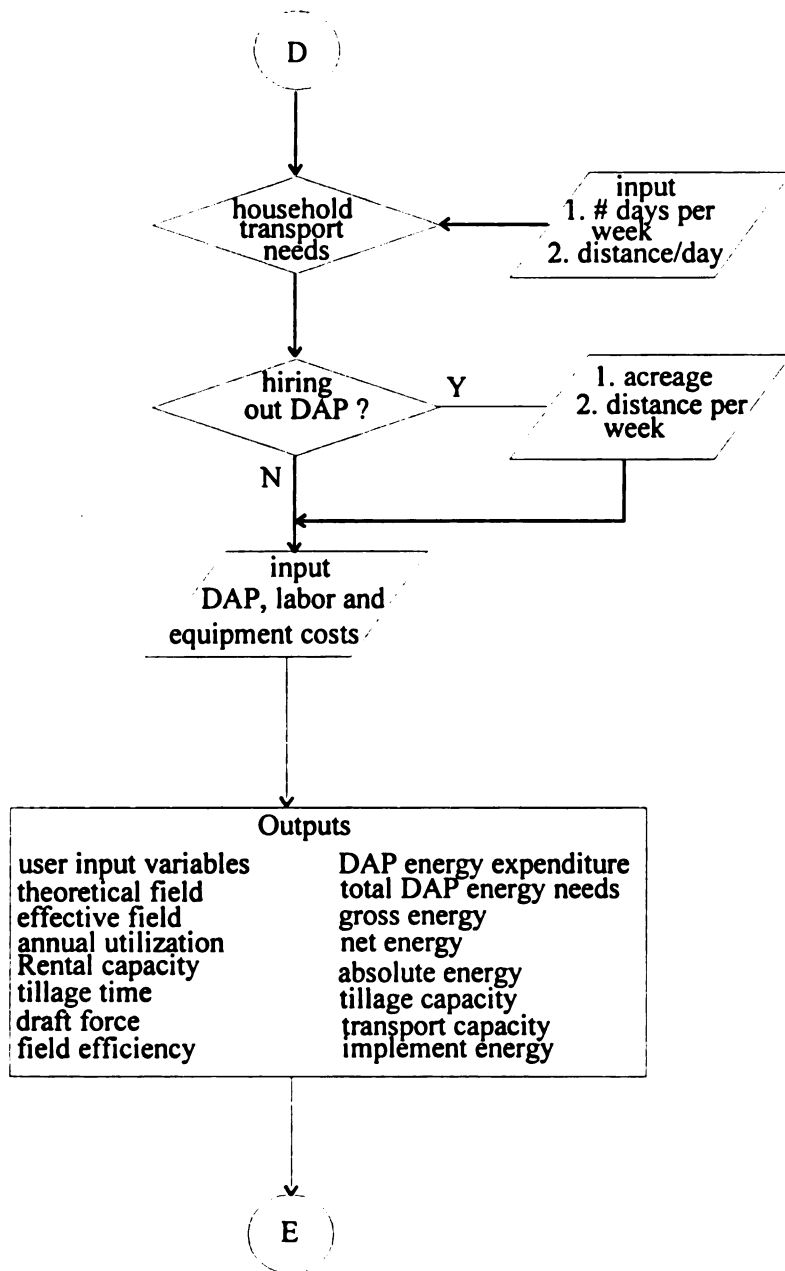 D
household
transport
needs
input
1. # days per
week
2. distance/day
hiring
out DAP ?
Y
1. acreage
2. distance per
week
N
input
DAP, labor and
equipment costs
Outputs
user input variables
theoretical field
effective field
annual utilization
Rental capacity
tillage time
draft force
field efficiency
DAP energy expenditure
total DAP energy needs
gross energy
net energy
absolute energy
tillage capacity
transport capacity
implement energy
E